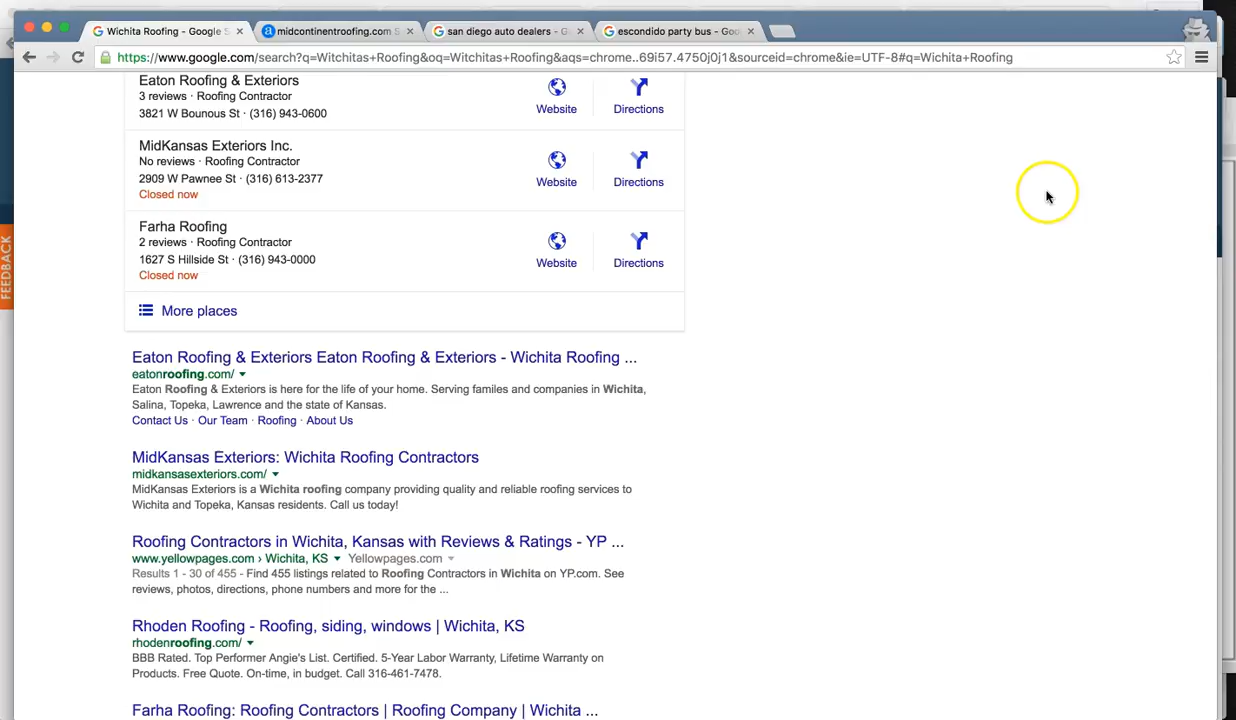 Wichita Roofing - Google S
midcontinentroofing.com S
san diego auto dealers - G
escondido party bus - Goo
https://www.google.com/search?q=Witchitas+Roofing&oq=Witchitas+Roofing&aqs=chrome..69i57.4750j0j1&sourceid=chrome&ie=UTF-8#q=Wichita+Roofing
Eaton Roofing & Exteriors
3 reviews · Roofing Contractor
3821 W Bounous St · (316) 943-0600
Website
Directions
MidKansas Exteriors Inc.
No reviews · Roofing Contractor
2909 W Pawnee St · (316) 613-2377
Closed now
Website
Directions
Farha Roofing
2 reviews · Roofing Contractor
1627 S Hillside St · (316) 943-0000
Closed now
Website
Directions
More places
FEEDBACK
Eaton Roofing & Exteriors Eaton Roofing & Exteriors - Wichita Roofing ...
eatonroofing.com/
Eaton Roofing & Exteriors is here for the life of your home. Serving familes and companies in Wichita,
Salina, Topeka, Lawrence and the state of Kansas.
Contact Us · Our Team · Roofing · About Us
MidKansas Exteriors: Wichita Roofing Contractors
midkansasexteriors.com/
MidKansas Exteriors is a Wichita roofing company providing quality and reliable roofing services to
Wichita and Topeka, Kansas residents. Call us today!
Roofing Contractors in Wichita, Kansas with Reviews & Ratings - YP ...
www.yellowpages.com › Wichita, KS Yellowpages.com
Results 1 - 30 of 455 - Find 455 listings related to Roofing Contractors in Wichita on YP.com. See
reviews, photos, directions, phone numbers and more for the ...
Rhoden Roofing - Roofing, siding, windows | Wichita, KS
rhodenroofing.com/
BBB Rated. Top Performer Angie's List. Certified. 5-Year Labor Warranty, Lifetime Warranty on
Products. Free Quote. On-time, in budget. Call 316-461-7478.
Farha Roofing: Roofing Contractors | Roofing Company | Wichita ...